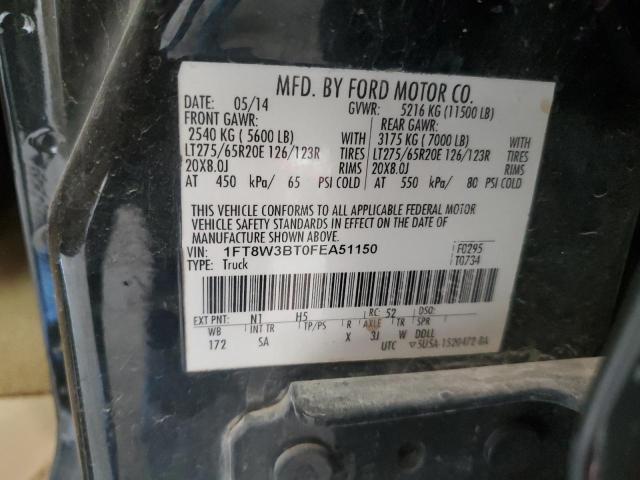 MFD. BY FORD MOTOR CO.
DATE: 05/14 GVWR: 5216 KG (11500 LB)
FRONT GAWR: REAR GAWR:
2540 KG ( 5600 LB) WITH 3175 KG ( 7000 LB) WITH
LT275/65R20E 126/123R TIRES LT275/65R20E 126/123R TIRES
20X8.0J RIMS 20X8.0J RIMS
AT 450 kPa/ 65 PSI COLD AT 550 kPa/ 80 PSI COLD
THIS VEHICLE CONFORMS TO ALL APPLICABLE FEDERAL MOTOR
VEHICLE SAFETY STANDARDS IN EFFECT ON THE DATE OF
MANUFACTURE SHOWN ABOVE.
VIN: 1FT8W3BT0FEA51150 F0295
TYPE: Truck T0734
EXT PNT: N1 H5 RC: 52 DSO:
WB INT TR TP/PS R AXLE TR SPR
172 SA X 3J W DDLL
UTC ▽5U5A-1520472-BA